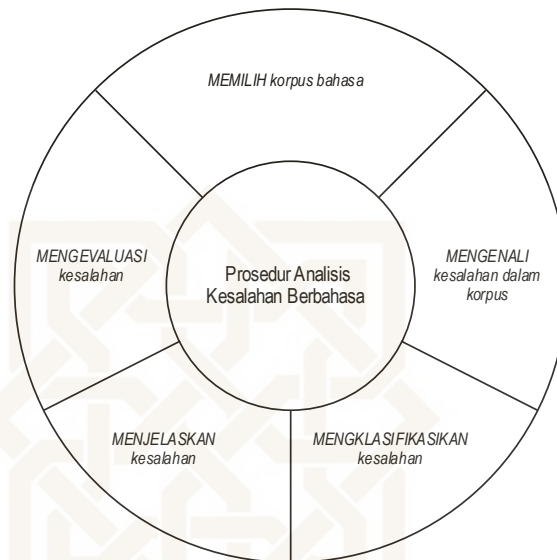 MEMILIH korpus bahasa
MENGENALI
kesalahan dalam
korpus
MENGKLASIFIKASIKAN
kesalahan
MENJELASKAN
kesalahan
MENGEVALUASI
kesalahan
Prosedur Analisis
Kesalahan Berbahasa